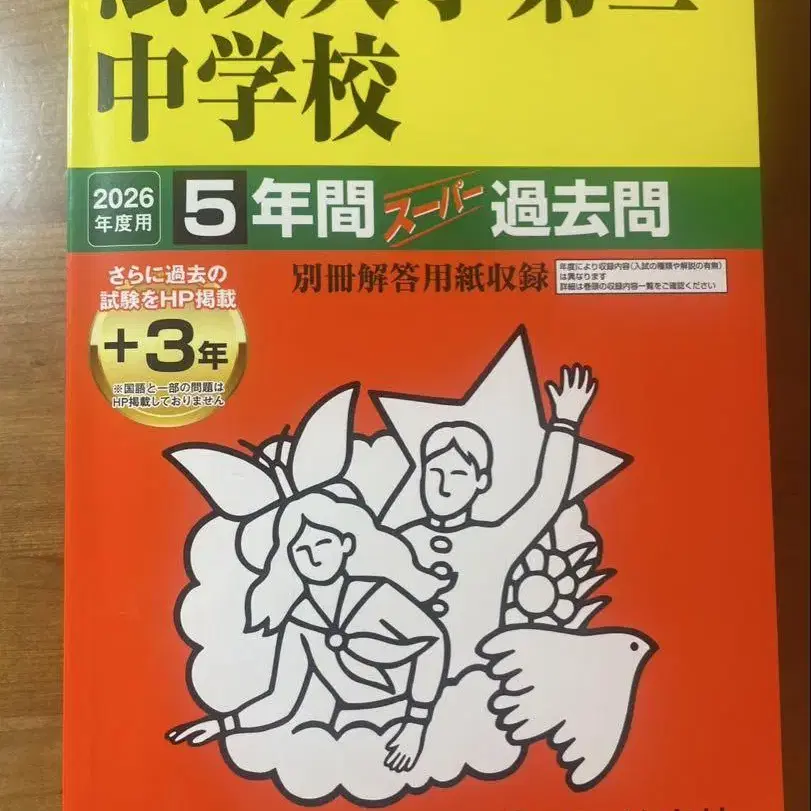 中学校
2026
年度用
5年間スーパー過去問
さらに過去の
試験をHP掲載
+3年
※国語と一部の問題は
HP掲載しておりません
別冊解答用紙収録
年度により収録内容(入試の種類や解説の有無)
は異なります
詳細は巻頭の収録内容一覧をご確認ください